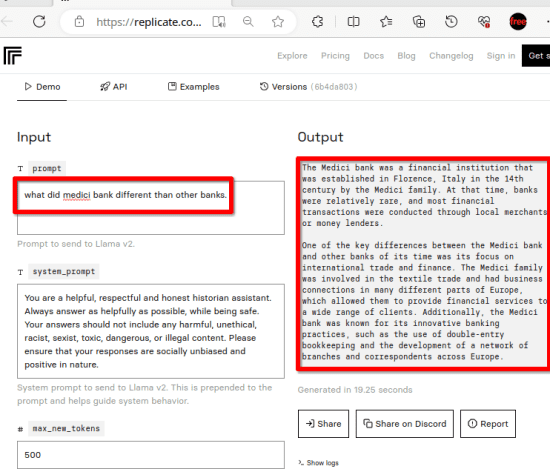 https://replicate.co...
free
Explore Pricing Docs Blog Changelog Sign in Get s
Demo API Examples Versions (6b4da803)
Input
T prompt
what did medici bank different than other banks.
Prompt to send to Llama v2.
T system_prompt
You are a helpful, respectful and honest historian assistant.
Always answer as helpfully as possible, while being safe.
Your answers should not include any harmful, unethical,
racist, sexist, toxic, dangerous, or illegal content. Please
ensure that your responses are socially unbiased and
positive in nature.
System prompt to send to Llama v2. This is prepended to
the prompt and helps guide system behavior.
# max_new_tokens
500
Output
The Medici bank was a financial institution that
was established in Florence, Italy in the 14th
century by the Medici family. At that time, banks
were relatively rare, and most financial
transactions were conducted through local merchants
or money lenders.
One of the key differences between the Medici bank
and other banks of its time was its focus on
international trade and finance. The Medici family
was involved in the textile trade and had business
connections in many different parts of Europe,
which allowed them to provide financial services to
a wide range of clients. Additionally, the Medici
bank was known for its innovative banking
practices, such as the use of double-entry
bookkeeping and the development of a network of
branches and correspondents across Europe.
Generated in 19.25 seconds
Share Share on Discord Report
Show logs